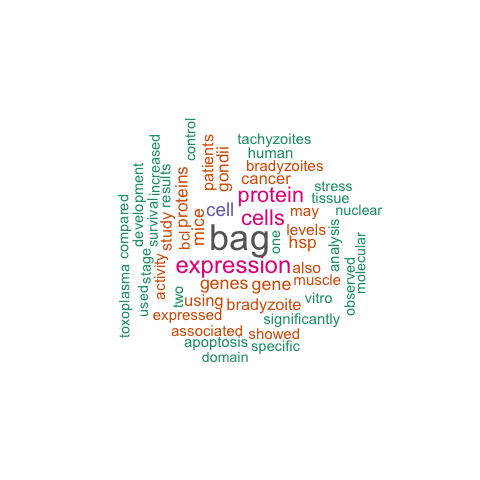 tachyzoites
human
bradyzoites
cancer
protein
stress
tissue
nuclear
may
cells
cell
levels
hsp
bag
one
expression
also
muscle
genes
gene
vitro
using
bradyzoite
expressed
significantly
associated
showed
apoptosis
specific
domain
control
patients
gondii
proteins
mice
bcl
study
activity
results
increased
survival
development
stage
used
compared
toxoplasma
two
analysis
observed
molecular